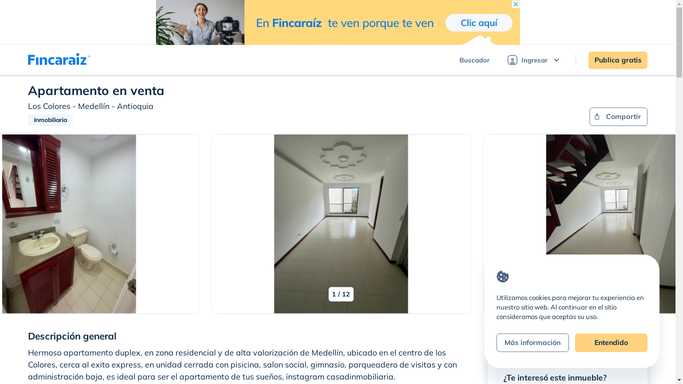 En Fincaraíz te ven porque te ven
Clic aquí
Fincaraiz
Buscador
Ingresar
Publica gratis
Apartamento en venta
Los Colores - Medellín - Antioquia
Inmobiliaria
Compartir
1 / 12
Descripción general
Hermoso apartamento duplex, en zona residencial y de alta valorización de Medellín, ubicado en el centro de los
Colores, cerca al exito express, en unidad cerrada con piscina, salon social, gimnasio, parqueadero de visitas y con
administración baja, es ideal para ser el apartamento de tus sueños, instagram casadinmobiliaria.
Utilizamos cookies para mejorar tu experiencia en
nuestro sitio web. Al continuar en el sitio
consideramos que aceptas su uso.
Más información
Entendido
¿Te interesó este inmueble?